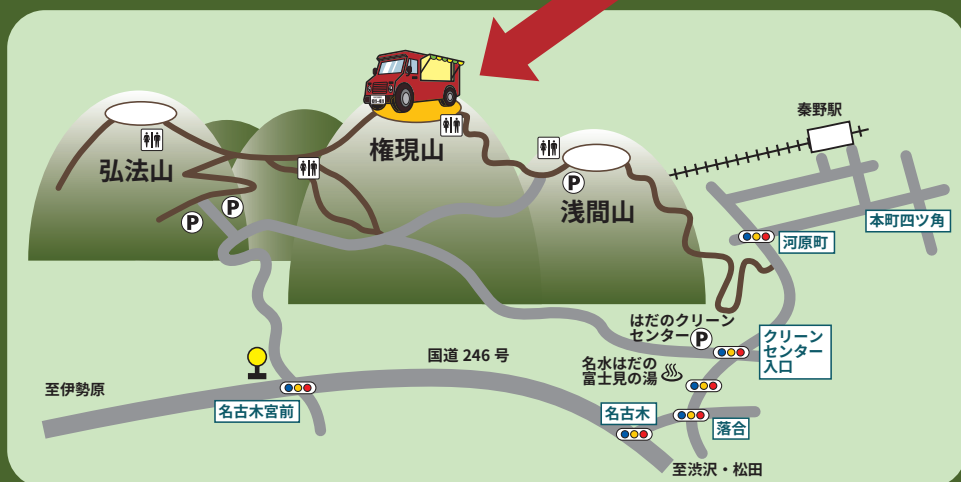 秦野駅
弘法山
権現山
浅間山
P
P
P
本町四ツ角
河原町
はだのクリーン
センター
P
クリーン
センター
入口
名水はだの
富士見の湯
国道 246 号
至伊勢原
名古木宮前
名古木
落合
至渋沢・松田